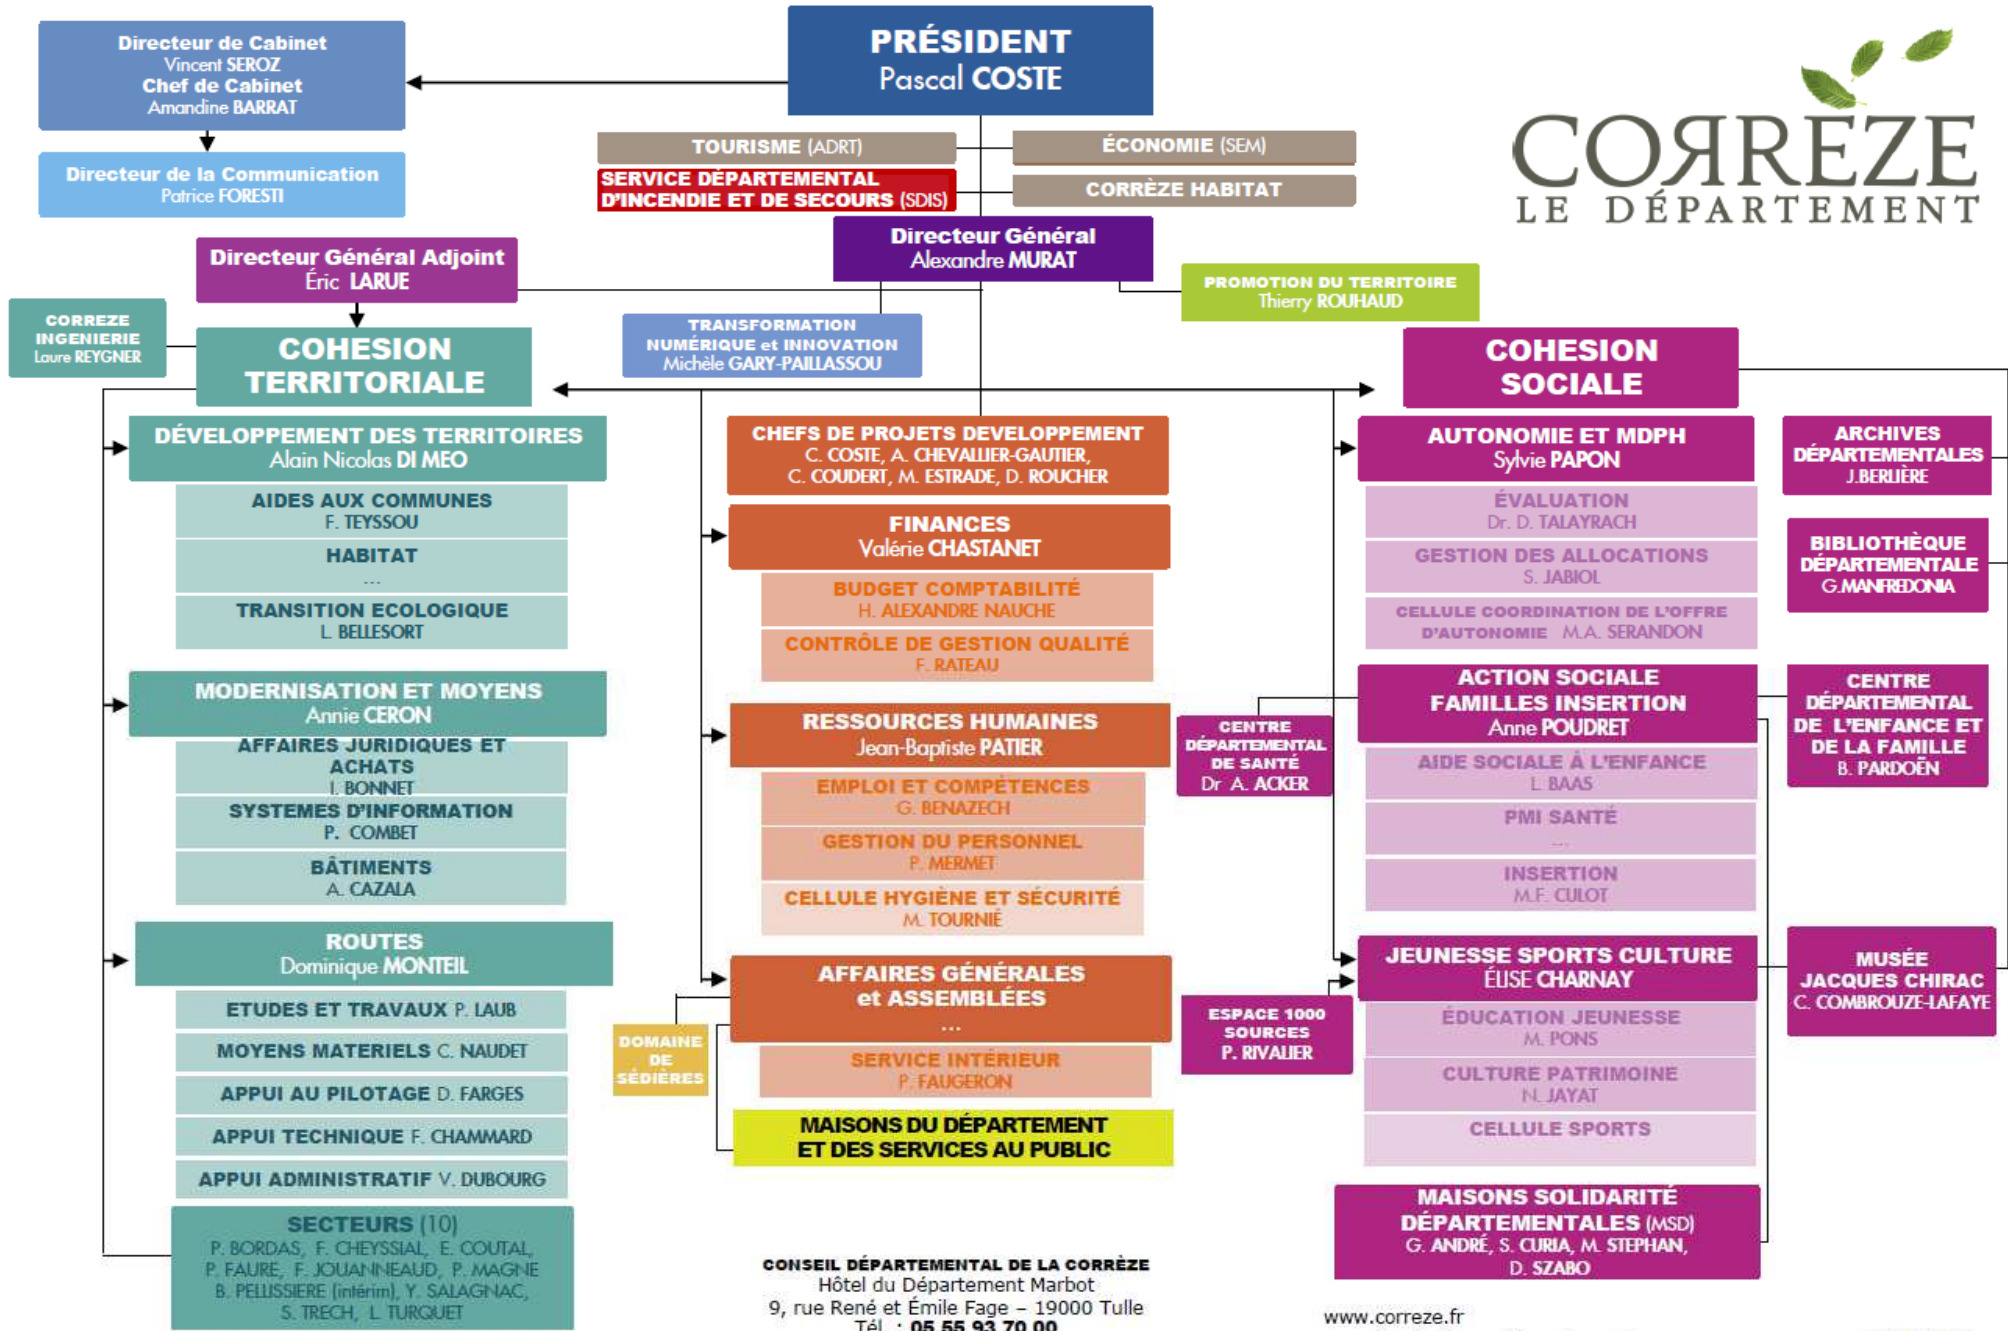 Directeur de Cabinet
Vincent SEROZ
Chef de Cabinet
Amandine BARRAT
Directeur de la Communication
Patrice FORESTI
PRÉSIDENT
Pascal COSTE
TOURISME (ADRT)
ÉCONOMIE (SEM)
SERVICE DÉPARTEMENTAL
D'INCENDIE ET DE SECOURS (SDIS)
CORRÈZE HABITAT
CORREZE
LE DÉPARTEMENT
Directeur Général
Alexandre MURAT
Directeur Général Adjoint
Éric LARUE
PROMOTION DU TERRITOIRE
Thierry ROUHAUD
TRANSFORMATION
NUMÉRIQUE et INNOVATION
Michèle GARY-PAILLASSOU
CORREZE
INGENIERIE
Laure REYGNER
COHESION
TERRITORIALE
DÉVELOPPEMENT DES TERRITOIRES
Alain Nicolas DI MEO
AIDES AUX COMMUNES
F. TEYSSOU
HABITAT
...
TRANSITION ECOLOGIQUE
L. BELLESORT
MODERNISATION ET MOYENS
Annie CERON
AFFAIRES JURIDIQUES ET
ACHATS
I. BONNET
SYSTEMES D'INFORMATION
P. COMBET
BÂTIMENTS
A. CAZALA
ROUTES
Dominique MONTEIL
ETUDES ET TRAVAUX P. LAUB
MOYENS MATERIELS C. NAUDET
APPUI AU PILOTAGE D. FARGES
APPUI TECHNIQUE F. CHAMMARD
APPUI ADMINISTRATIF V. DUBOURG
SECTEURS (10)
P. BORDAS, F. CHEYSSIAL, E. COUTAL,
P. FAURE, F. JOUANNEAUD, P. MAGNE
B. PELISSIERE (intérim), Y. SALAGNAC,
S. TRECH, L. TURQUET
CHEFS DE PROJETS DEVELOPPEMENT
C. COSTE, A. CHEVALLIER-GAUTIER,
C. COUDERT, M. ESTRADE, D. ROUCHER
FINANCES
Valérie CHASTANET
BUDGET COMPTABILITÉ
H. ALEXANDRE NAUCHE
CONTRÔLE DE GESTION QUALITÉ
F. RATEAU
RESSOURCES HUMAINES
Jean-Baptiste PATIER
EMPLOI ET COMPÉTENCES
G. BENAZECH
GESTION DU PERSONNEL
P. MERMET
CELLULE HYGIÈNE ET SÉCURITÉ
M. TOURNIÉ
AFFAIRES GÉNÉRALES
et ASSEMBLÉES
...
DOMAINE
DE
SÉDIÈRES
SERVICE INTÉRIEUR
P. FAUGERON
MAISONS DU DÉPARTEMENT
ET DES SERVICES AU PUBLIC
COHESION
SOCIALE
AUTONOMIE ET MDPH
Sylvie PAPON
ÉVALUATION
Dr. D. TALAYRACH
GESTION DES ALLOCATIONS
S. JABIOL
CELLULE COORDINATION DE L'OFFRE
D'AUTONOMIE M.A. SERANDON
ACTION SOCIALE
FAMILLES INSERTION
Anne POUDRET
CENTRE
DÉPARTEMENTAL
DE SANTÉ
Dr A. ACKER
AIDE SOCIALE À L'ENFANCE
L. BAAS
PMI SANTÉ
...
INSERTION
M.F. CULOT
JEUNESSE SPORTS CULTURE
ÉLISE CHARNAY
ESPACE 1000
SOURCES
P. RIVALIER
ÉDUCATION JEUNESSE
M. PONS
CULTURE PATRIMOINE
N. JAYAT
CELLULE SPORTS
MAISONS SOLIDARITÉ
DÉPARTEMENTALES (MSD)
G. ANDRÉ, S. CURIA, M. STEPHAN,
D. SZABO
ARCHIVES
DÉPARTEMENTALES
J.BERLIÈRE
BIBLIOTHÈQUE
DÉPARTEMENTALE
G.MANFREDONIA
CENTRE
DÉPARTEMENTAL
DE L'ENFANCE ET
DE LA FAMILLE
B. PARDOËN
MUSÉE
JACQUES CHIRAC
C. COMBROUZE-LAFAYE
CONSEIL DÉPARTEMENTAL DE LA CORRÈZE
Hôtel du Département Marbot
9, rue René et Émile Fage – 19000 Tulle
Tél. : 05 55 93 70 00
www.correze.fr